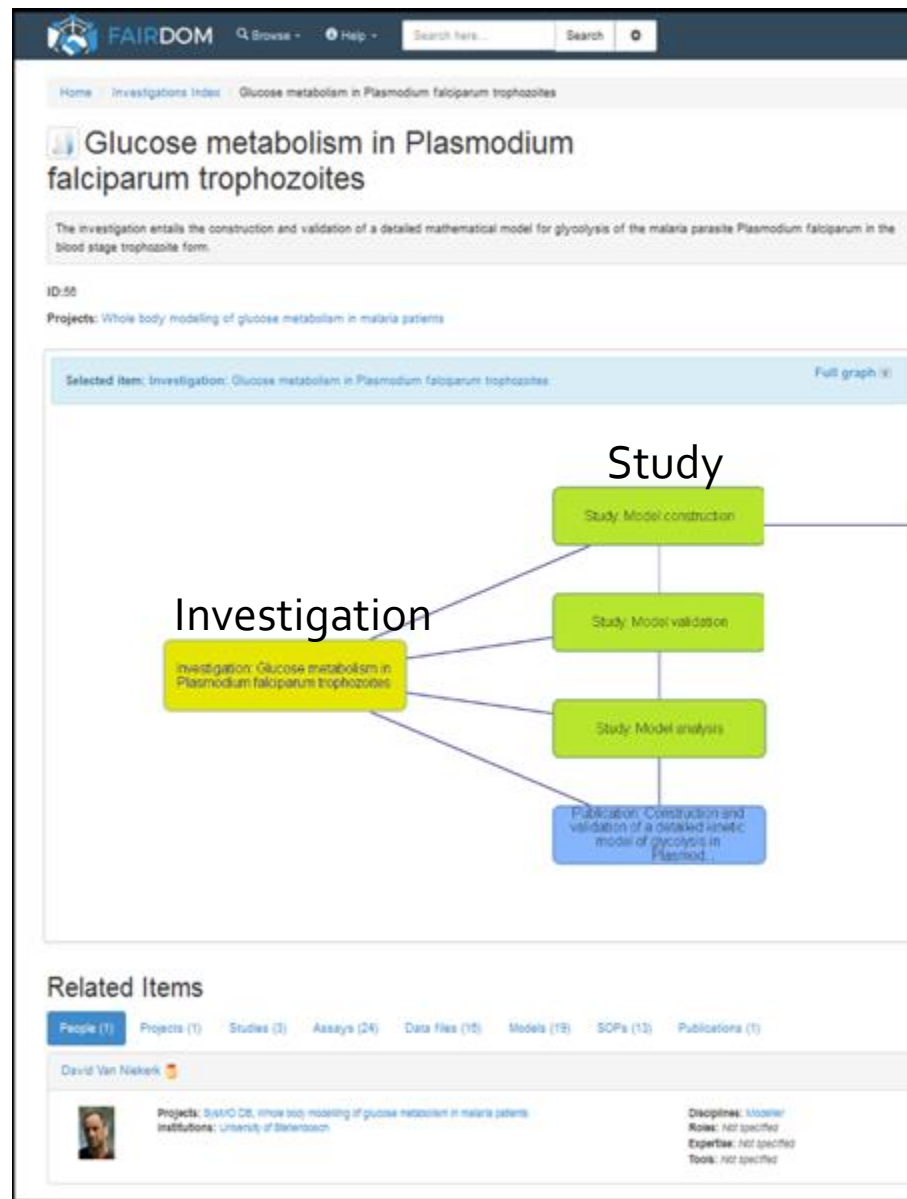 FAIRDOM Browse Help Search here... Search
Home Investigations Index Glucose metabolism in Plasmodium falciparum trophozoites
Glucose metabolism in Plasmodium
falciparum trophozoites
The investigation entails the construction and validation of a detailed mathematical model for glycolysis of the malaria parasite Plasmodium falciparum in the
blood stage trophozoite form.
ID:56
Projects: Whole body modelling of glucose metabolism in malaria patients
Selected item: Investigation: Glucose metabolism in Plasmodium falciparum trophozoites Full graph
Study
Study: Model construction
Investigation
Study: Model validation
Investigation: Glucose metabolism in
Plasmodium falciparum trophozoites
Study: Model analysis
Publication: Construction and
validation of a detailed kinetic
model of glycolysis in
Plasmod...
Related Items
People (1) Projects (1) Studies (3) Assays (24) Data files (16) Models (19) SOPs (13) Publications (1)
David Van Niekerk
Projects: SysMO DB, Whole body modelling of glucose metabolism in malaria patients
Institutions: University of Stellenbosch
Disciplines: Modeller
Roles: Not specified
Expertise: Not specified
Tools: Not specified